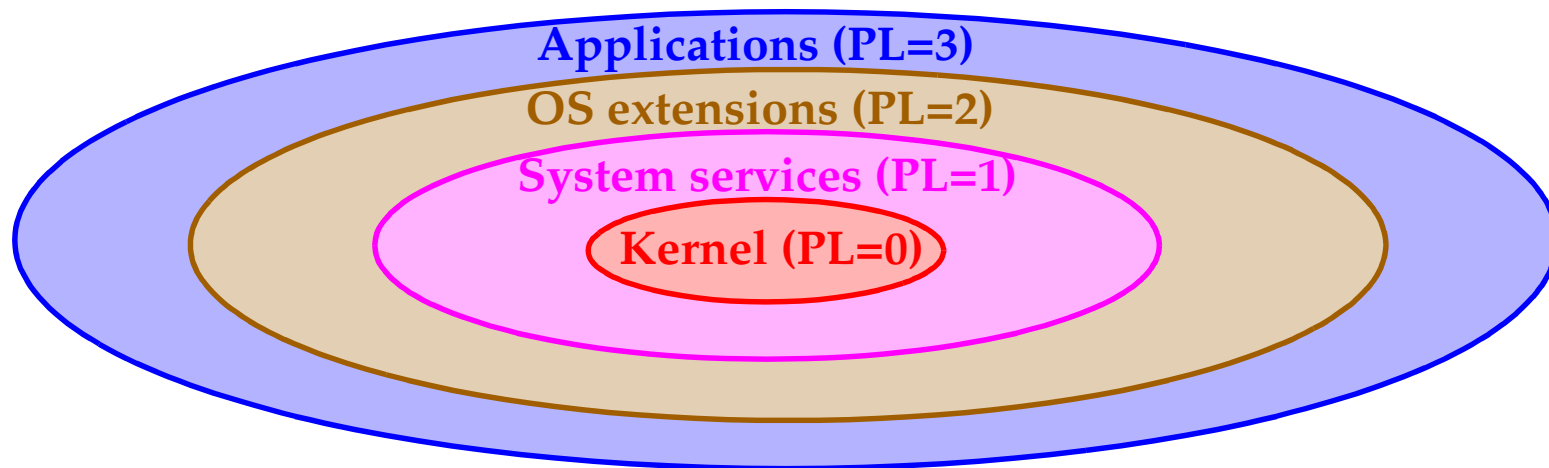 Applications (PL=3)
OS extensions (PL=2)
System services (PL=1)
Kernel (PL=0)